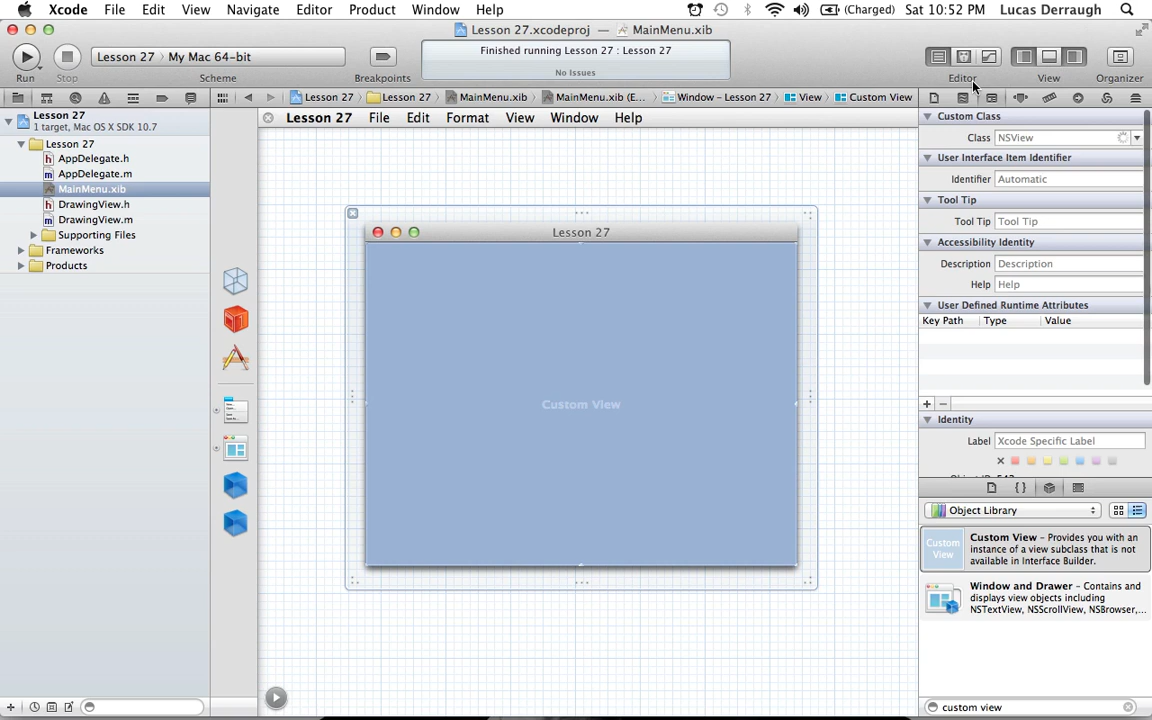 Xcode File Edit View Navigate Editor Product Window Help (Charged) Sat 10:52 PM Lucas Derraugh
Lesson 27.xcodeproj › MainMenu.xib
Lesson 27 › My Mac 64-bit
Finished running Lesson 27 : Lesson 27
No Issues
Run Stop Scheme Breakpoints Editor View Organizer
Lesson 27 Lesson 27 MainMenu.xib MainMenu.xib (E... Window – Lesson 27 View Custom View
Lesson 27
1 target, Mac OS X SDK 10.7
Lesson 27
AppDelegate.h
AppDelegate.m
MainMenu.xib
DrawingView.h
DrawingView.m
Supporting Files
Frameworks
Products
Lesson 27 File Edit Format View Window Help
Lesson 27
Custom View
Custom Class
Class NSView
User Interface Item Identifier
Identifier Automatic
Tool Tip
Tool Tip Tool Tip
Accessibility Identity
Description Description
Help Help
User Defined Runtime Attributes
Key Path Type Value
Identity
Label Xcode Specific Label
Object Library
Custom View
Custom View – Provides you with an
instance of a view subclass that is not
available in Interface Builder.
Window and Drawer – Contains and
displays view objects including
NSTextView, NSScrollView, NSBrowser,...
custom view